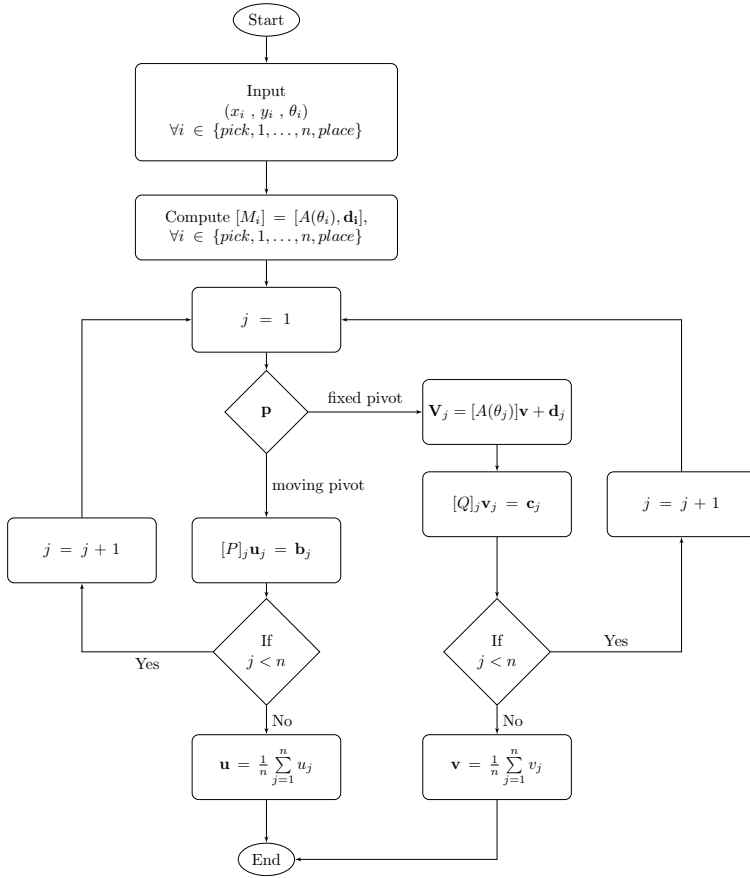 Start
Input
(x_i , y_i , θ_i)
∀i ∈ {pick, 1, . . . , n, place}
Compute [M_i] = [A(θ_i), d_i],
∀i ∈ {pick, 1, . . . , n, place}
j = 1
p
fixed pivot
V_j = [A(θ_j)]v + d_j
moving pivot
[Q]_j v_j = c_j
j = j + 1
j = j + 1
[P]_j u_j = b_j
If
j < n
Yes
If
j < n
Yes
No
No
u = 1/n ∑_{j=1}^{n} u_j
v = 1/n ∑_{j=1}^{n} v_j
End